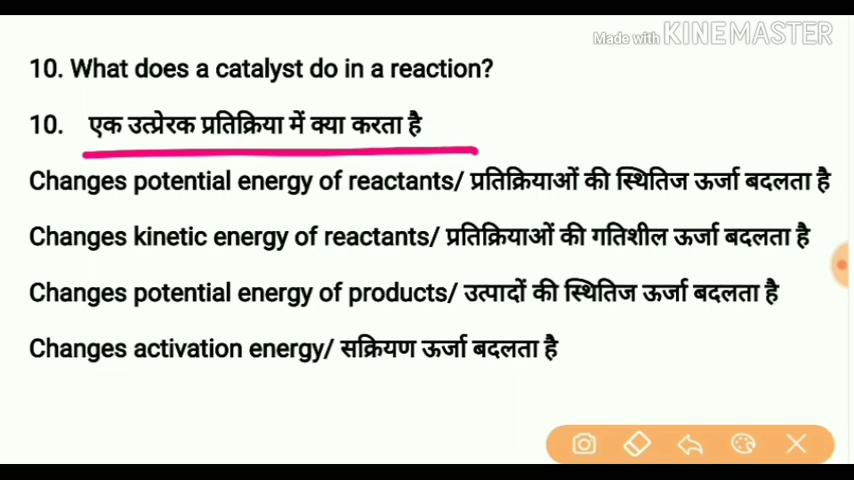 Made with KINEMASTER
10. What does a catalyst do in a reaction?
10. एक उत्प्रेरक प्रतिक्रिया में क्या करता है
Changes potential energy of reactants/ प्रतिक्रियाओं की स्थितिज ऊर्जा बदलता है
Changes kinetic energy of reactants/ प्रतिक्रियाओं की गतिशील ऊर्जा बदलता है
Changes potential energy of products/ उत्पादों की स्थितिज ऊर्जा बदलता है
Changes activation energy/ सक्रियण ऊर्जा बदलता है